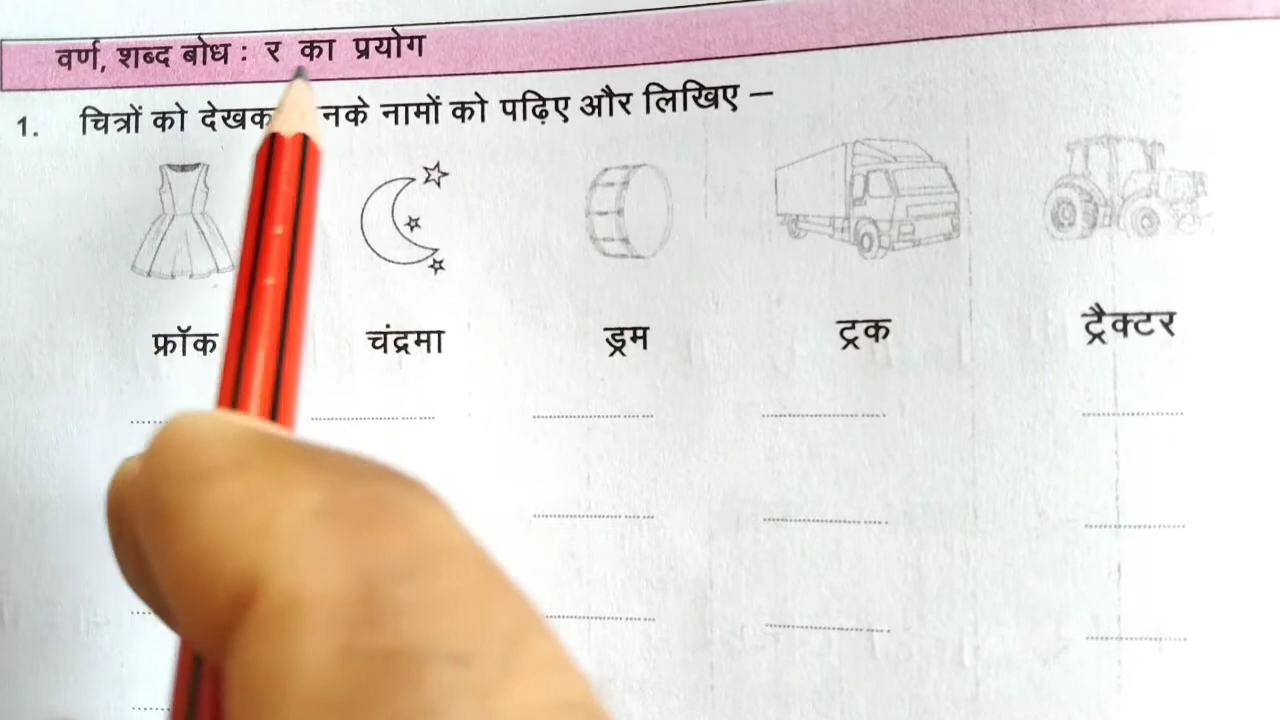 वर्ण, शब्द बोध : र का प्रयोग
1. चित्रों को देखक नके नामों को पढ़िए और लिखिए –
फ्रॉक चंद्रमा ड्रम ट्रक ट्रैक्टर